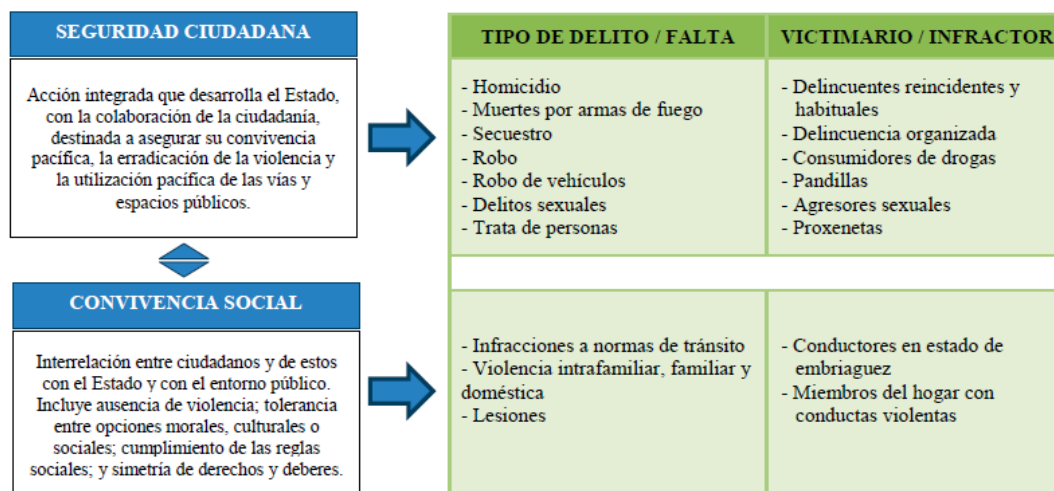 SEGURIDAD CIUDADANA
Acción integrada que desarrolla el Estado,
con la colaboración de la ciudadanía,
destinada a asegurar su convivencia
pacífica, la erradicación de la violencia y
la utilización pacífica de las vías y
espacios públicos.
CONVIVENCIA SOCIAL
Interrelación entre ciudadanos y de estos
con el Estado y con el entorno público.
Incluye ausencia de violencia; tolerancia
entre opciones morales, culturales o
sociales; cumplimiento de las reglas
sociales; y simetría de derechos y deberes.
TIPO DE DELITO / FALTA
- Homicidio
- Muertes por armas de fuego
- Secuestro
- Robo
- Robo de vehículos
- Delitos sexuales
- Trata de personas
VICTIMARIO / INFRACTOR
- Delincuentes reincidentes y
habituales
- Delincuencia organizada
- Consumidores de drogas
- Pandillas
- Agresores sexuales
- Proxenetas
- Infracciones a normas de tránsito
- Violencia intrafamiliar, familiar y
doméstica
- Lesiones
- Conductores en estado de
embriaguez
- Miembros del hogar con
conductas violentas